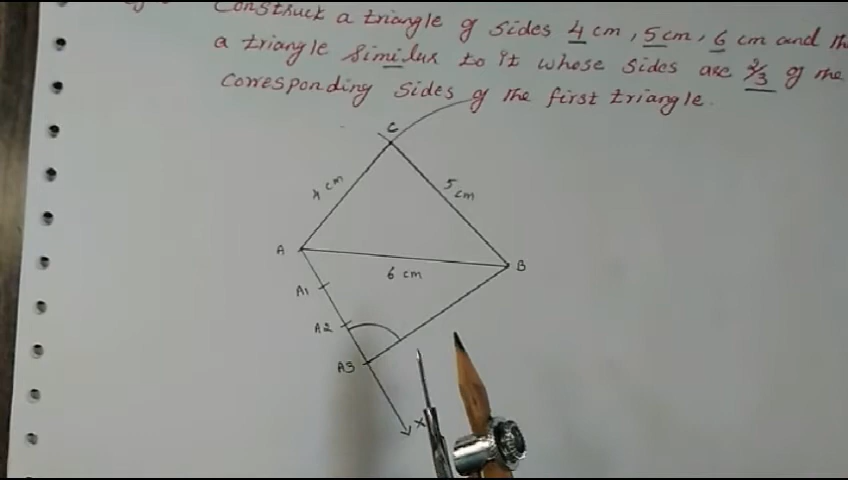 Construct a triangle of sides 4 cm, 5 cm, 6 cm and
a triangle similar to it whose sides are 2/3 of the
corresponding sides of the first triangle.
C
4 cm
5 cm
A
B
6 cm
A1
A2
A3
X